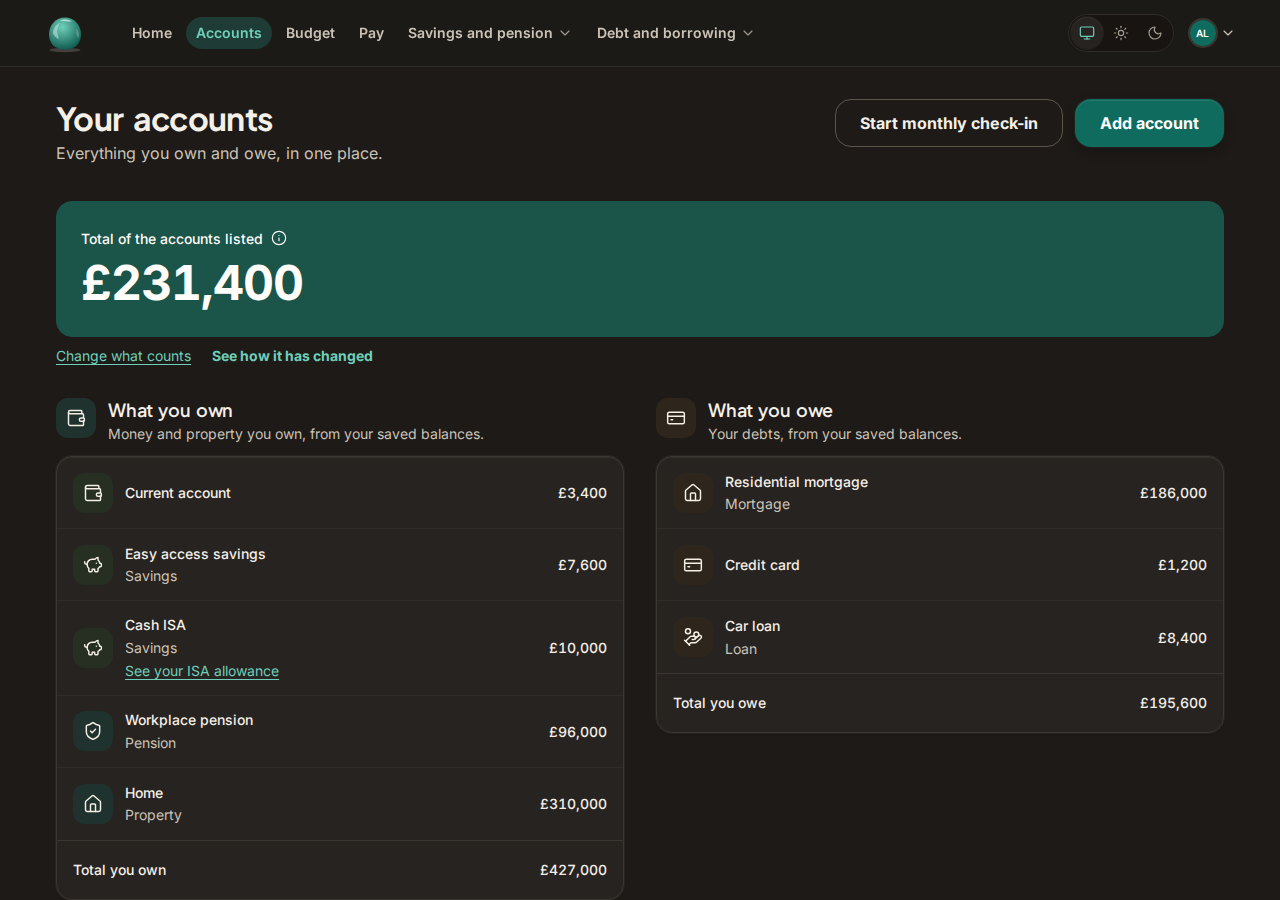 Home
Accounts
Budget
Pay
Savings and pension
Debt and borrowing
AL
Your accounts
Everything you own and owe, in one place.
Start monthly check-in
Add account
Total of the accounts listed
£231,400
Change what counts
See how it has changed
What you own
Money and property you own, from your saved balances.
Current account
£3,400
Easy access savings
Savings
£7,600
Cash ISA
Savings
See your ISA allowance
£10,000
Workplace pension
Pension
£96,000
Home
Property
£310,000
Total you own
£427,000
What you owe
Your debts, from your saved balances.
Residential mortgage
Mortgage
£186,000
Credit card
£1,200
Car loan
Loan
£8,400
Total you owe
£195,600